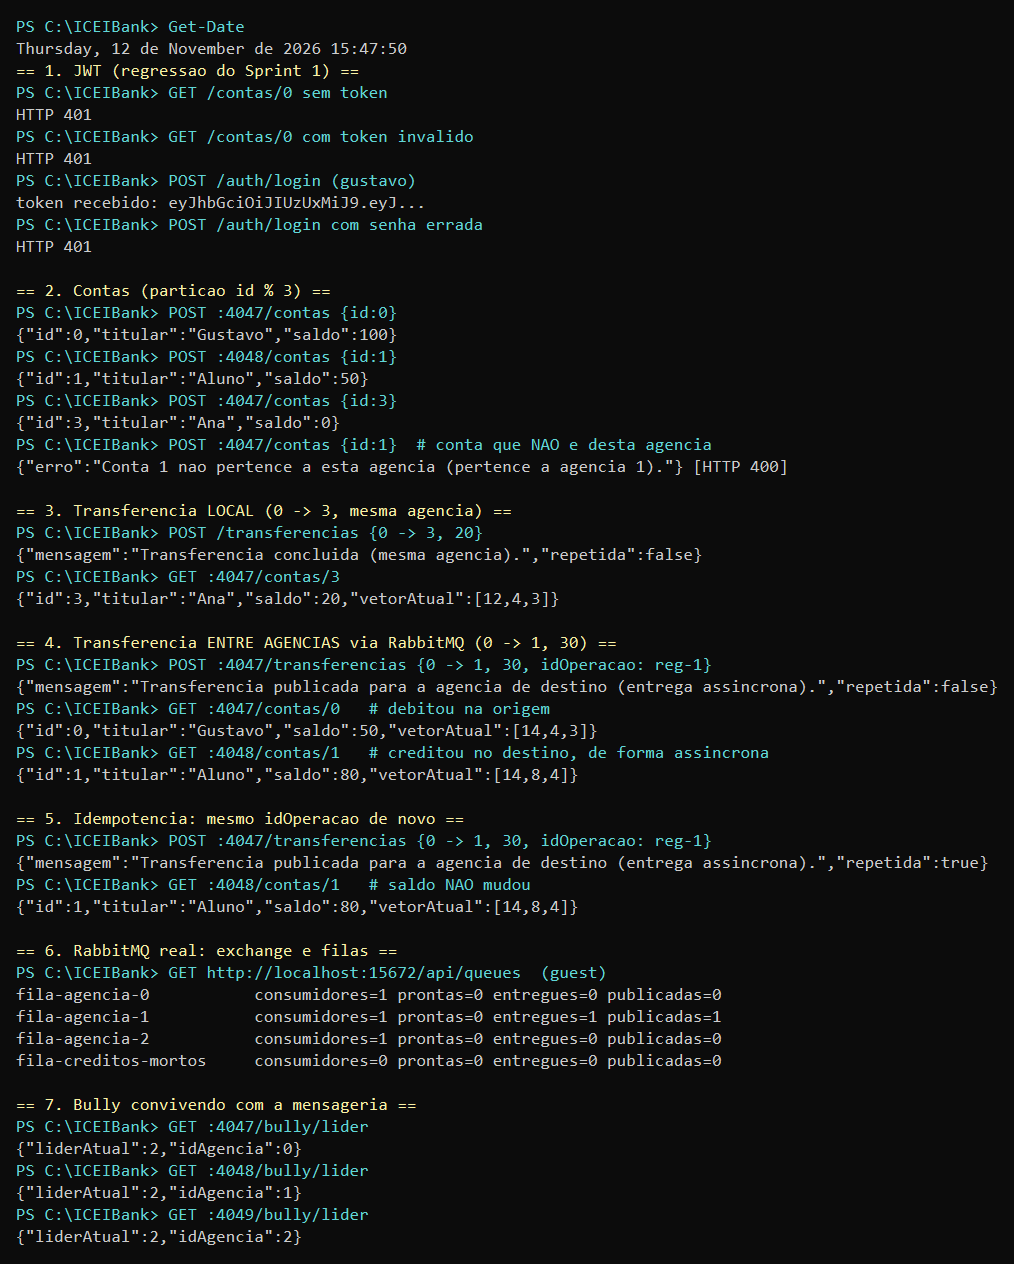 PS C:\ICEIBank> Get-Date
Thursday, 12 de November de 2026 15:47:50
== 1. JWT (regressao do Sprint 1) ==
PS C:\ICEIBank> GET /contas/0 sem token
HTTP 401
PS C:\ICEIBank> GET /contas/0 com token invalido
HTTP 401
PS C:\ICEIBank> POST /auth/login (gustavo)
token recebido: eyJhbGciOiJIUzUxMiJ9.eyJ...
PS C:\ICEIBank> POST /auth/login com senha errada
HTTP 401
== 2. Contas (particao id % 3) ==
PS C:\ICEIBank> POST :4047/contas {id:0}
{"id":0,"titular":"Gustavo","saldo":100}
PS C:\ICEIBank> POST :4048/contas {id:1}
{"id":1,"titular":"Aluno","saldo":50}
PS C:\ICEIBank> POST :4047/contas {id:3}
{"id":3,"titular":"Ana","saldo":0}
PS C:\ICEIBank> POST :4047/contas {id:1}  # conta que NAO e desta agencia
{"erro":"Conta 1 nao pertence a esta agencia (pertence a agencia 1)."} [HTTP 400]
== 3. Transferencia LOCAL (0 -> 3, mesma agencia) ==
PS C:\ICEIBank> POST /transferencias {0 -> 3, 20}
{"mensagem":"Transferencia concluida (mesma agencia).","repetida":false}
PS C:\ICEIBank> GET :4047/contas/3
{"id":3,"titular":"Ana","saldo":20,"vetorAtual":[12,4,3]}
== 4. Transferencia ENTRE AGENCIAS via RabbitMQ (0 -> 1, 30) ==
PS C:\ICEIBank> POST :4047/transferencias {0 -> 1, 30, idOperacao: reg-1}
{"mensagem":"Transferencia publicada para a agencia de destino (entrega assincrona).","repetida":false}
PS C:\ICEIBank> GET :4047/contas/0   # debitou na origem
{"id":0,"titular":"Gustavo","saldo":50,"vetorAtual":[14,4,3]}
PS C:\ICEIBank> GET :4048/contas/1   # creditou no destino, de forma assincrona
{"id":1,"titular":"Aluno","saldo":80,"vetorAtual":[14,8,4]}
== 5. Idempotencia: mesmo idOperacao de novo ==
PS C:\ICEIBank> POST :4047/transferencias {0 -> 1, 30, idOperacao: reg-1}
{"mensagem":"Transferencia publicada para a agencia de destino (entrega assincrona).","repetida":true}
PS C:\ICEIBank> GET :4048/contas/1   # saldo NAO mudou
{"id":1,"titular":"Aluno","saldo":80,"vetorAtual":[14,8,4]}
== 6. RabbitMQ real: exchange e filas ==
PS C:\ICEIBank> GET http://localhost:15672/api/queues  (guest)
fila-agencia-0           consumidores=1 prontas=0 entregues=0 publicadas=0
fila-agencia-1           consumidores=1 prontas=0 entregues=1 publicadas=1
fila-agencia-2           consumidores=1 prontas=0 entregues=0 publicadas=0
fila-creditos-mortos     consumidores=0 prontas=0 entregues=0 publicadas=0
== 7. Bully convivendo com a mensageria ==
PS C:\ICEIBank> GET :4047/bully/lider
{"liderAtual":2,"idAgencia":0}
PS C:\ICEIBank> GET :4048/bully/lider
{"liderAtual":2,"idAgencia":1}
PS C:\ICEIBank> GET :4049/bully/lider
{"liderAtual":2,"idAgencia":2}